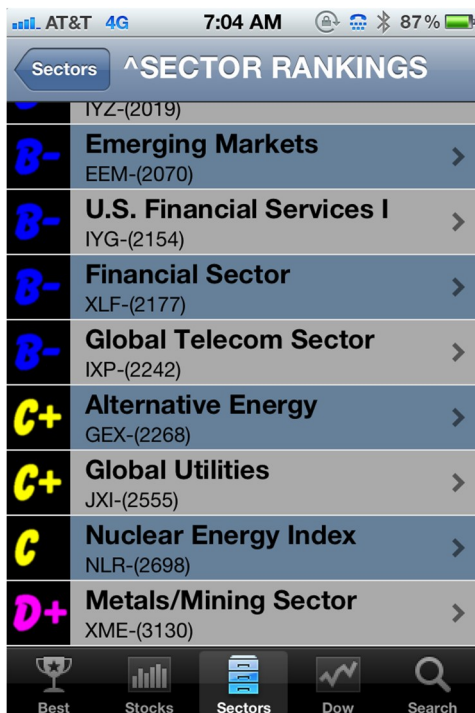 AT&T 4G 7:04 AM 87%
Sectors ^SECTOR RANKINGS
IYZ-(2019)
B- Emerging Markets
EEM-(2070)
B- U.S. Financial Services I
IYG-(2154)
B- Financial Sector
XLF-(2177)
B- Global Telecom Sector
IXP-(2242)
C+ Alternative Energy
GEX-(2268)
C+ Global Utilities
JXI-(2555)
C Nuclear Energy Index
NLR-(2698)
D+ Metals/Mining Sector
XME-(3130)
Best Stocks Sectors Dow Search